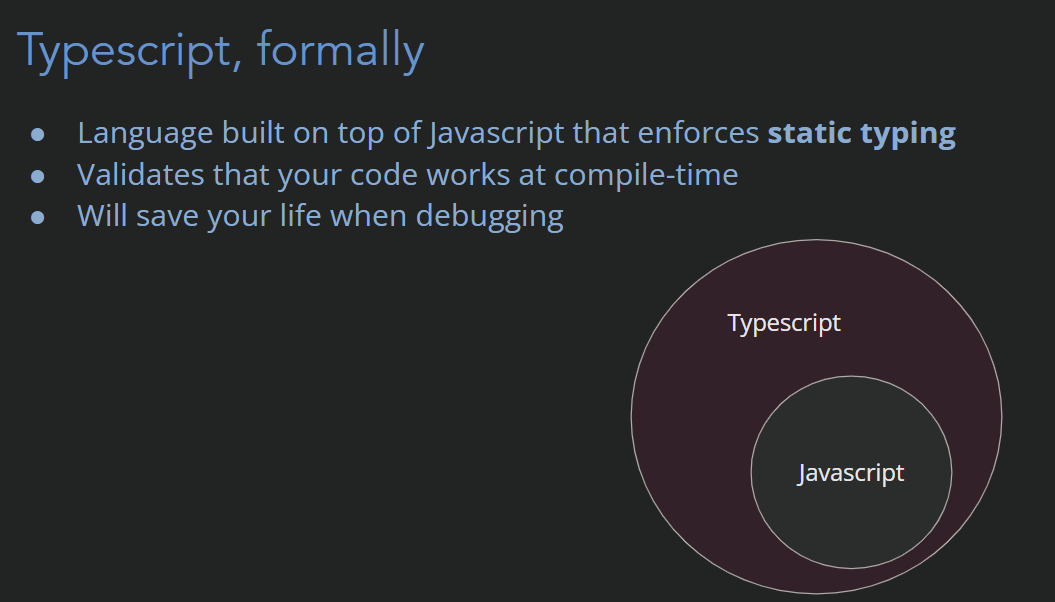 Typescript, formally
● Language built on top of Javascript that enforces static typing
● Validates that your code works at compile-time
● Will save your life when debugging
Typescript
Javascript